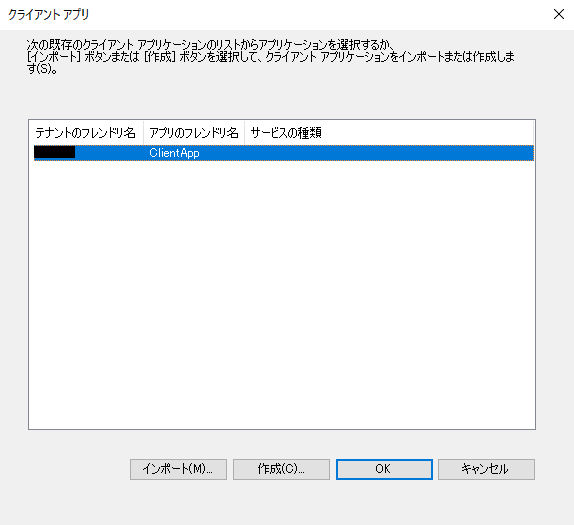 クライアント アプリ
次の既存のクライアント アプリケーションのリストからアプリケーションを選択するか、
[インポート] ボタンまたは [作成] ボタンを選択して、クライアント アプリケーションをインポートまたは作成しま
す(S)。
テナントのフレンドリ名 アプリのフレンドリ名 サービスの種類
ClientApp
インポート(M)... 作成(C)... OK キャンセル